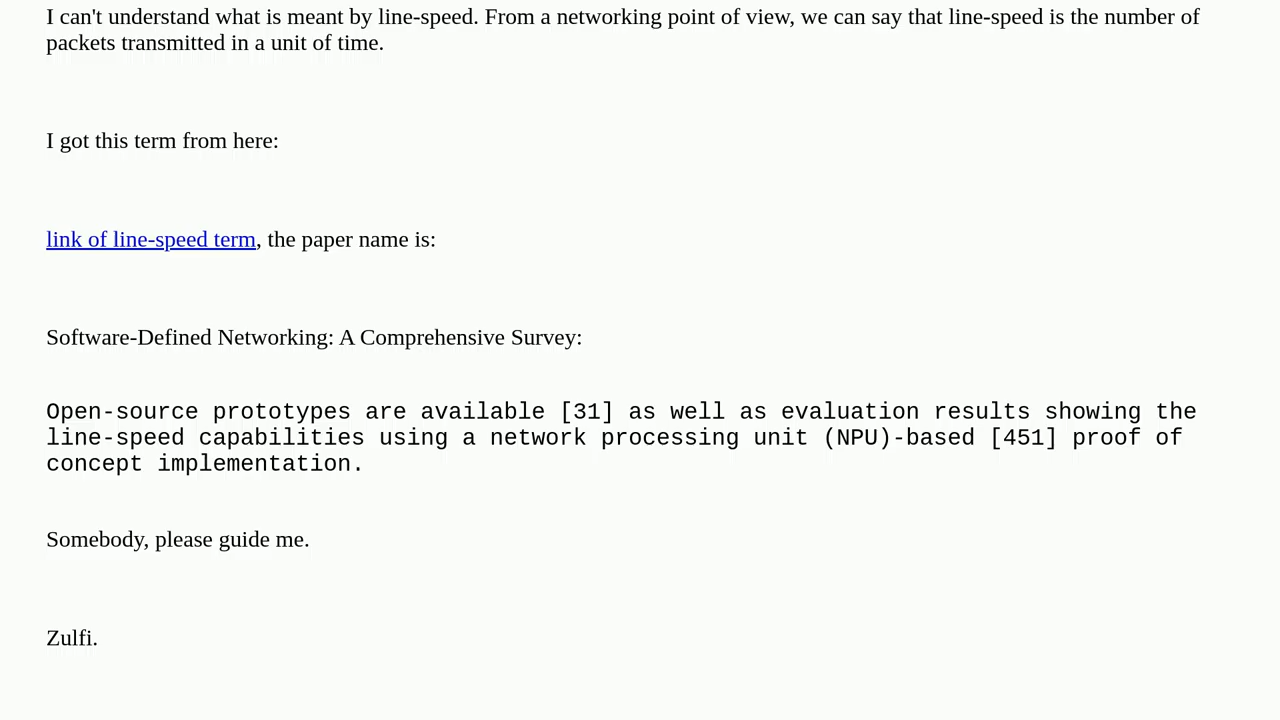 I can't understand what is meant by line-speed. From a networking point of view, we can say that line-speed is the number of
packets transmitted in a unit of time.
I got this term from here:
link of line-speed term, the paper name is:
Software-Defined Networking: A Comprehensive Survey:
Open-source prototypes are available [31] as well as evaluation results showing the
line-speed capabilities using a network processing unit (NPU)-based [451] proof of
concept implementation.
Somebody, please guide me.
Zulfi.